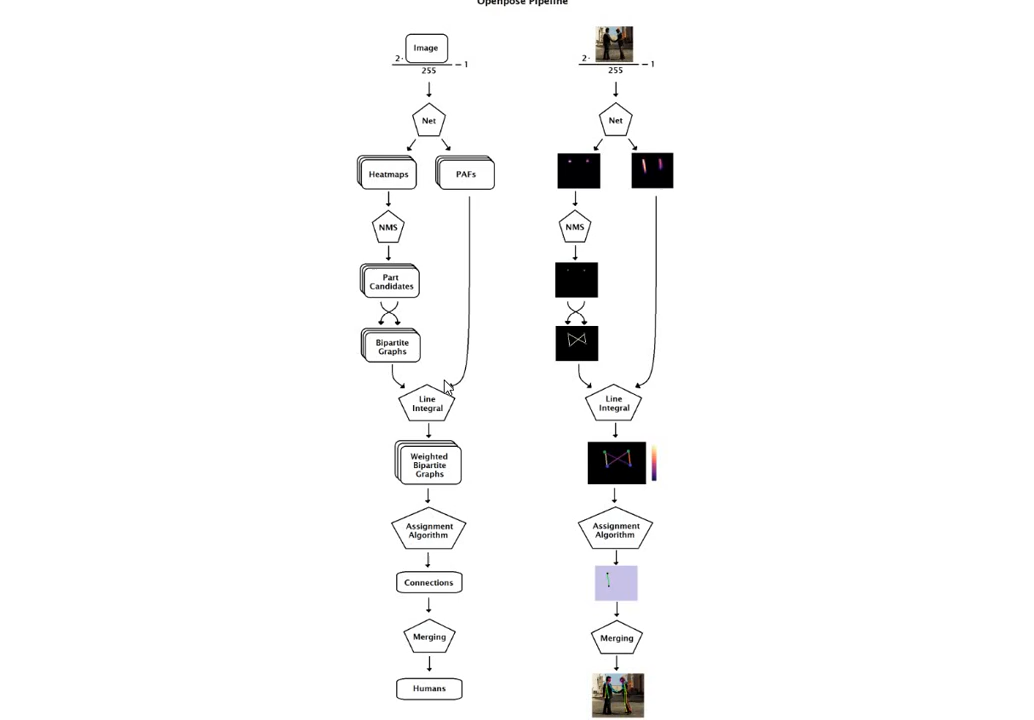 Openpose Pipeline
Image
2·
255
− 1
Net
Heatmaps
PAFs
NMS
Part
Candidates
Bipartite
Graphs
Line
Integral
Weighted
Bipartite
Graphs
Assignment
Algorithm
Connections
Merging
Humans
2·
255
− 1
Net
NMS
Line
Integral
Assignment
Algorithm
Merging